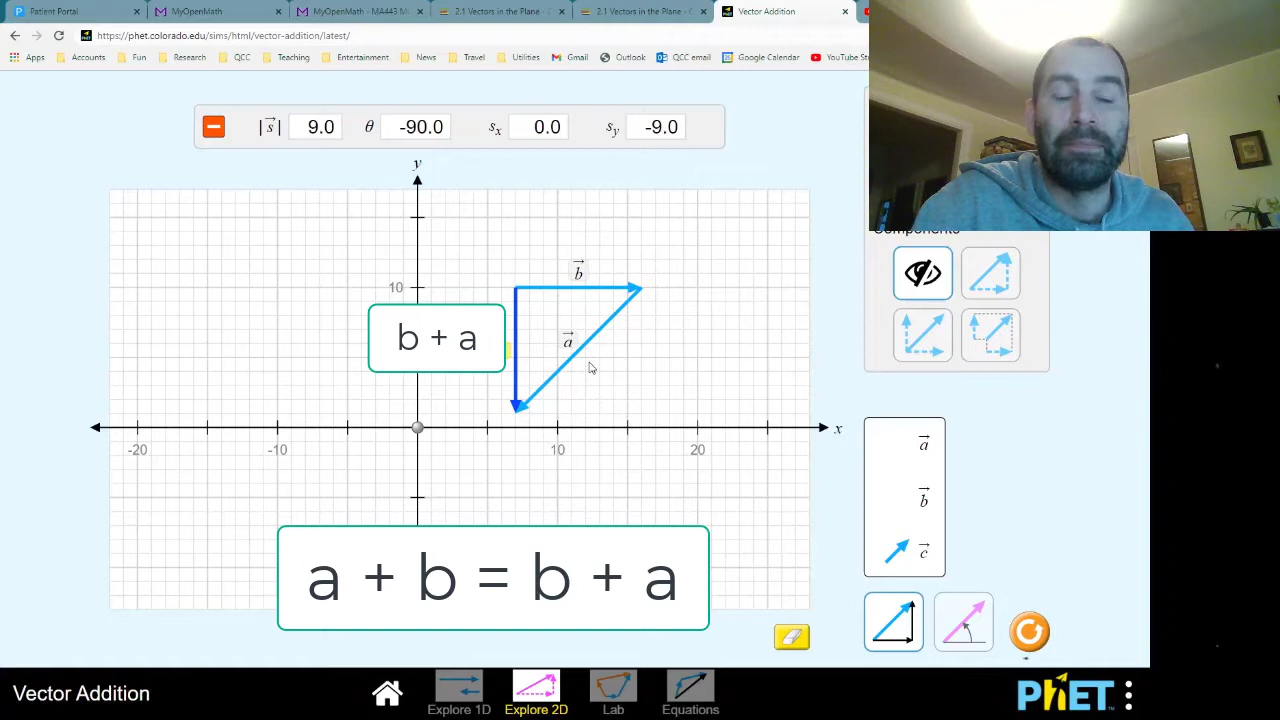 Patient Portal
MyOpenMath
MyOpenMath - MA443 M
2.1 Vectors in the Plane - C
2.1 Vectors in the Plane - C
Vector Addition
https://phet.colorado.edu/sims/html/vector-addition/latest/
Apps Accounts Fun Research QCC Teaching Entertainment News Travel Utilities Gmail Outlook QCC email Google Calendar YouTube St
|s⃗| 9.0 θ -90.0 sₓ 0.0 s_y -9.0
y
b⃗
10
b + a
a⃗
-20 -10 10 20 x
a + b = b + a
Components
a⃗
b⃗
c⃗
Vector Addition
Explore 1D
Explore 2D
Lab
Equations
PhET